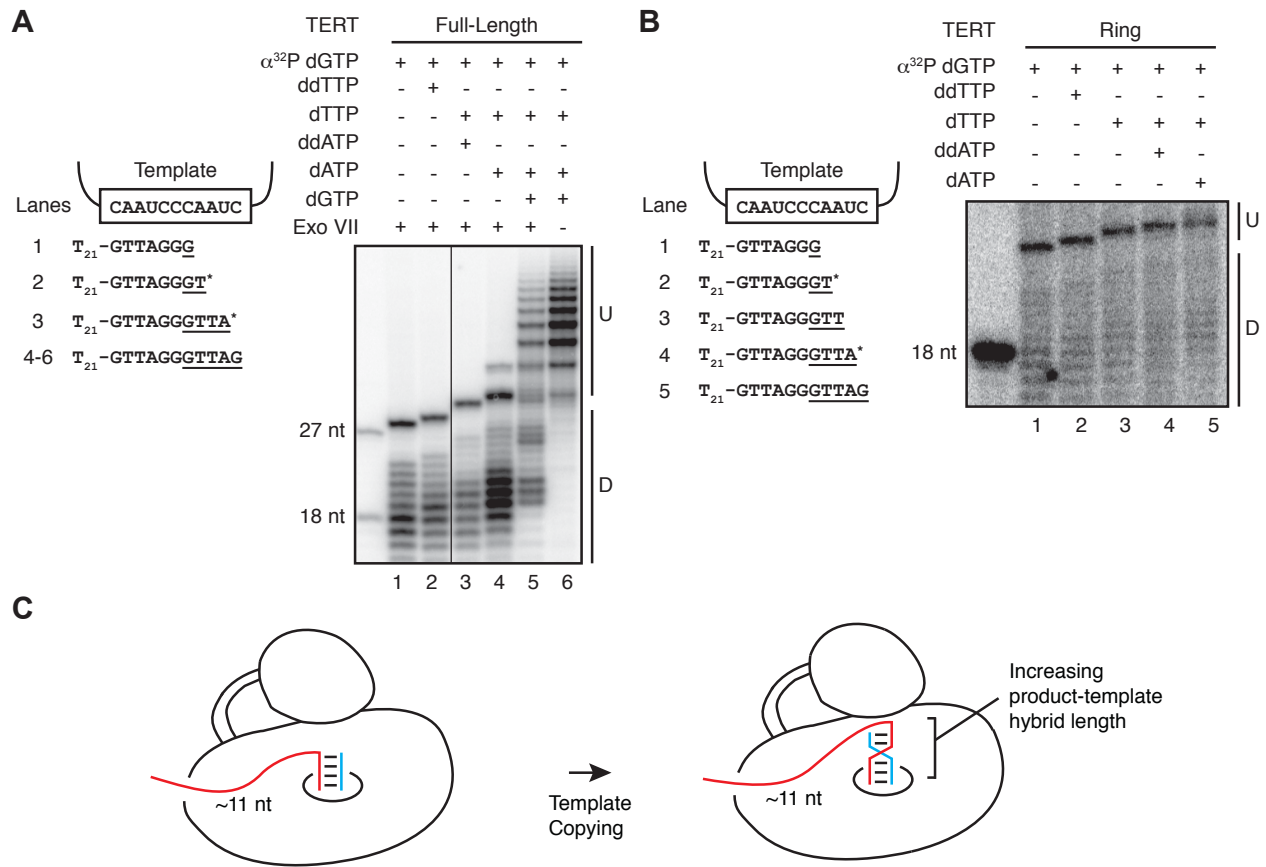 A
TERT Full-Length
α³²P dGTP + + + + + +
ddTTP - + - - - -
dTTP - - + + + +
ddATP - - + - - -
dATP - - - + + +
dGTP - - - - + +
Exo VII + + + + + -
Template
Lanes CAAUCCCAAUC
1 T₂₁-GTTAGGG
2 T₂₁-GTTAGGGT*
3 T₂₁-GTTAGGGTTA*
4-6 T₂₁-GTTAGGGTTAG
27 nt
18 nt
U
D
1 2 3 4 5 6
B
TERT Ring
α³²P dGTP + + + + +
ddTTP - + - - -
dTTP - - + + +
ddATP - - - + -
dATP - - - - +
Template
Lane CAAUCCCAAUC
1 T₂₁-GTTAGGG
2 T₂₁-GTTAGGGT*
3 T₂₁-GTTAGGGTT
4 T₂₁-GTTAGGGTTA*
5 T₂₁-GTTAGGGTTAG
18 nt
U
D
1 2 3 4 5
C
~11 nt
Template
Copying
~11 nt
Increasing
product-template
hybrid length